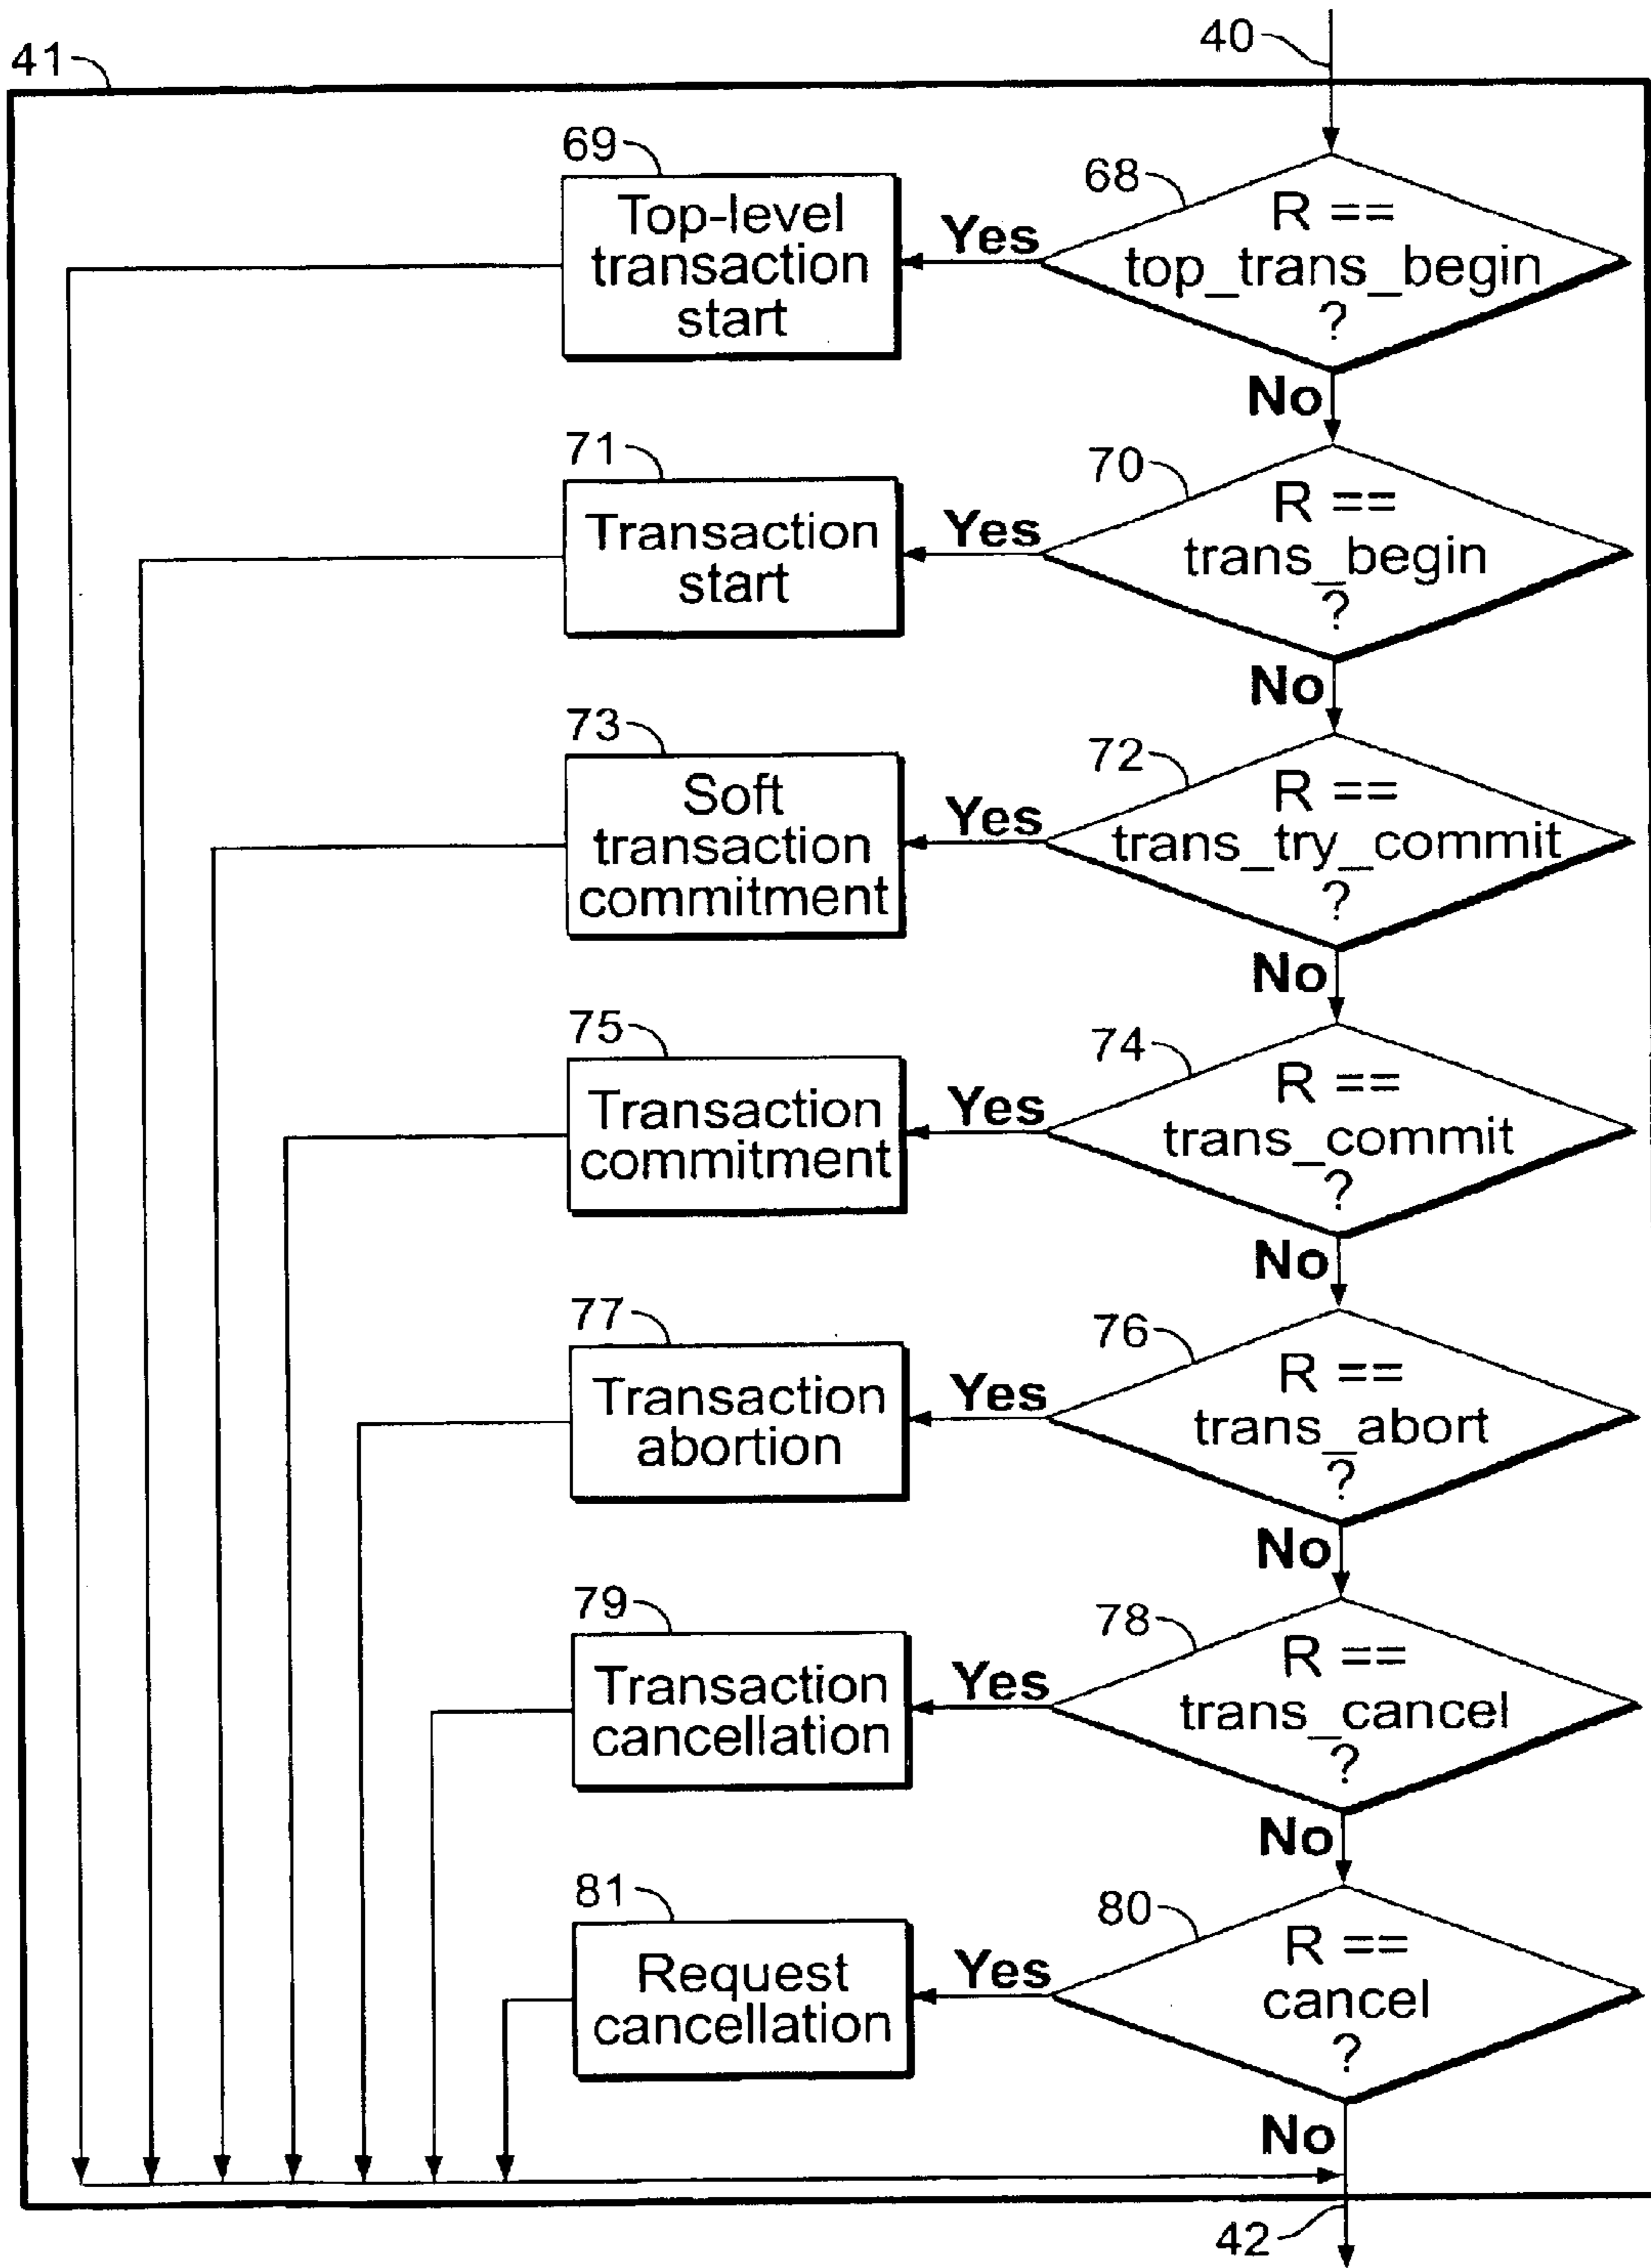 41
40
69
Top-level
transaction
start
Yes
68
R ==
top_trans_begin
?
No
71
Transaction
start
Yes
70
R ==
trans_begin
?
No
73
Soft
transaction
commitment
Yes
72
R ==
trans_try_commit
?
No
75
Transaction
commitment
Yes
74
R ==
trans_commit
?
No
77
Transaction
abortion
Yes
76
R ==
trans_abort
?
No
79
Transaction
cancellation
Yes
78
R ==
trans_cancel
?
No
81
Request
cancellation
Yes
80
R ==
cancel
?
No
42